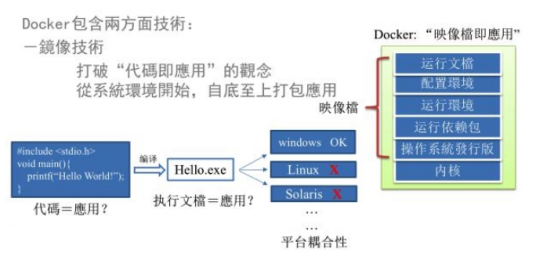 Docker包含兩方面技術：
－鏡像技術
打破“代碼即應用”的觀念
從系統環境開始，自底至上打包應用
#include <stdio.h>
void main(){
printf("Hello World!");
}
代碼＝應用？
编译
Hello.exe
执行文檔＝應用？
windows OK
Linux X
Solaris X
…
…
平台耦合性
Docker: “映像檔即應用”
映像檔
运行文檔
配置環境
运行環境
运行依赖包
操作系統發行版
内核